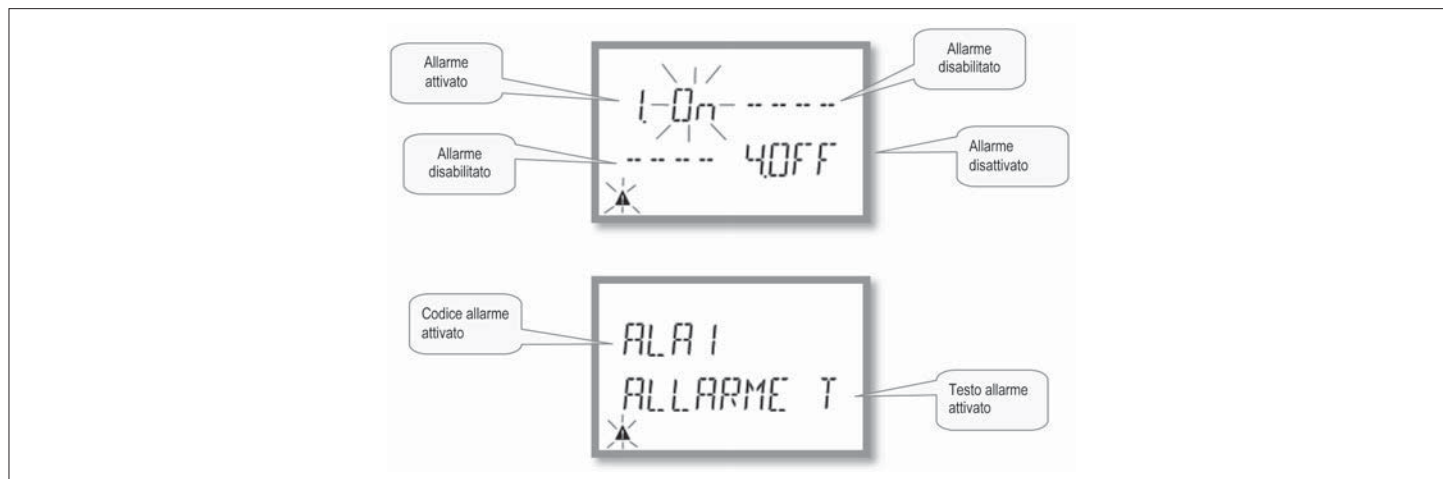 Allarme
attivato
Allarme
disabilitato
1. On - - - -
- - - - 4.OFF
Allarme
disabilitato
Allarme
disattivato
Codice allarme
attivato
ALA1
ALLARME T
Testo allarme
attivato